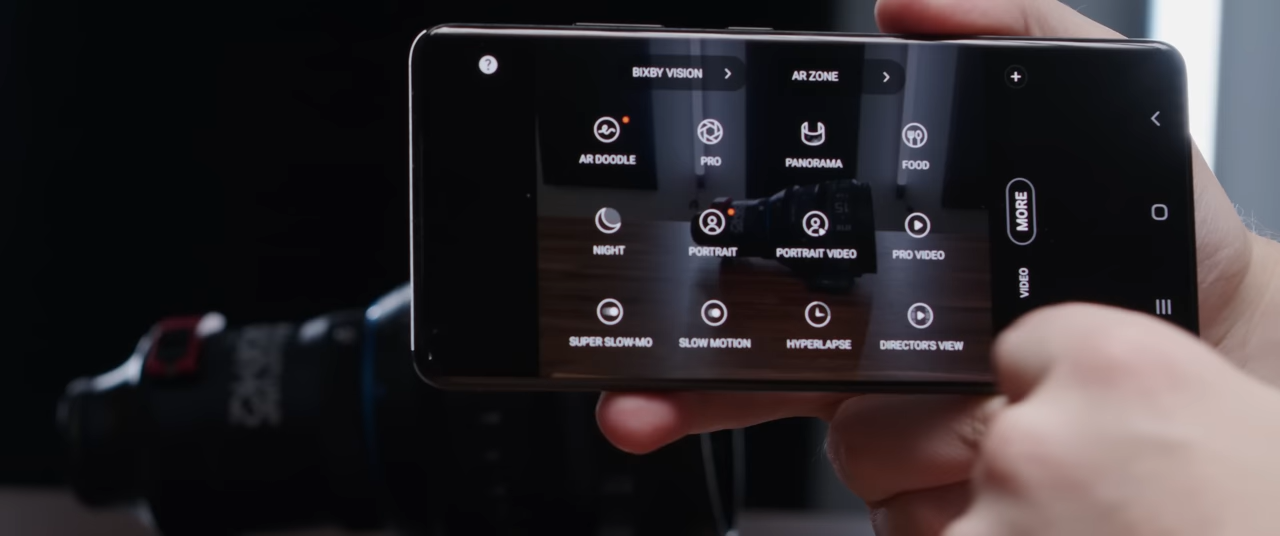 ?
BIXBY VISION >
AR ZONE >
+
AR DOODLE
PRO
PANORAMA
FOOD
NIGHT
PORTRAIT
PORTRAIT VIDEO
PRO VIDEO
SUPER SLOW-MO
SLOW MOTION
HYPERLAPSE
DIRECTOR'S VIEW
MORE
VIDEO